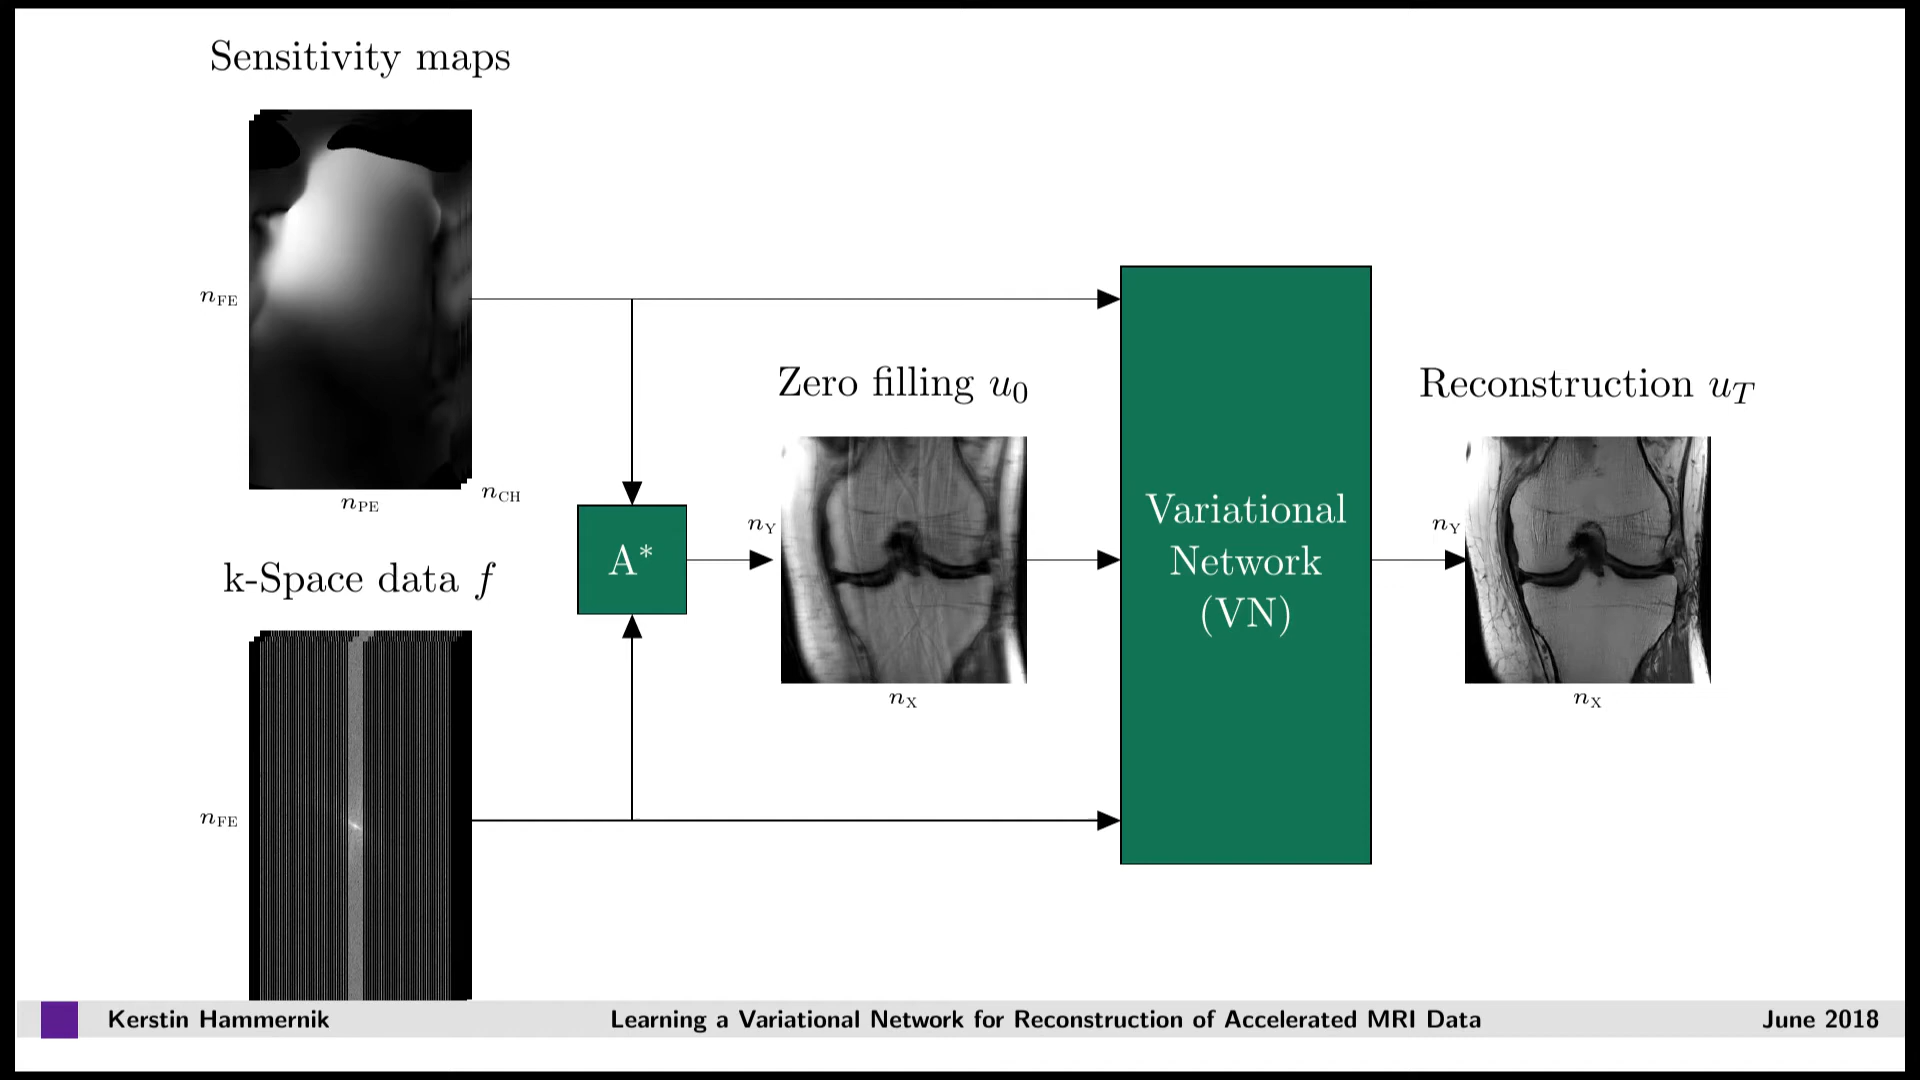 Sensitivity maps
n_FE
n_PE
n_CH
k-Space data f
n_FE
A*
Zero filling u_0
n_Y
n_X
Variational
Network
(VN)
Reconstruction u_T
n_Y
n_X
Kerstin Hammernik
Learning a Variational Network for Reconstruction of Accelerated MRI Data
June 2018